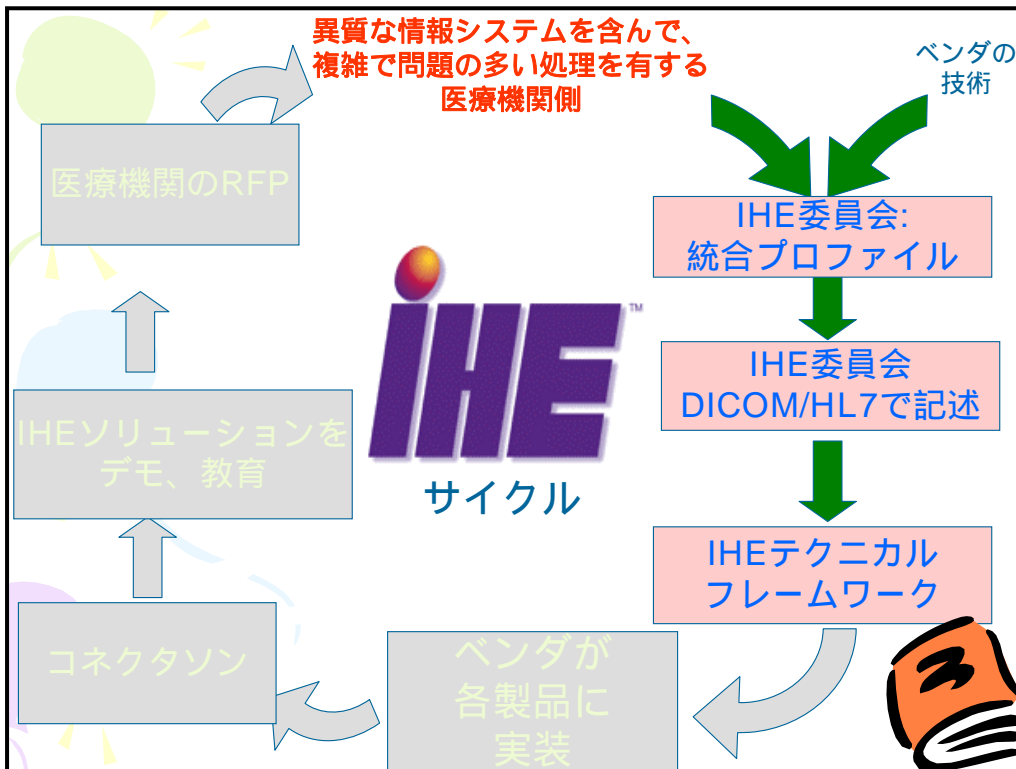 異質な情報システムを含んで、
複雑で問題の多い処理を有する
医療機関側
ベンダの
技術
医療機関のRFP
IHE委員会:
統合プロファイル
IHE
TM
サイクル
IHE委員会
DICOM/HL7で記述
IHEソリューションを
デモ、教育
IHEテクニカル
フレームワーク
コネクタソン
ベンダが
各製品に
実装